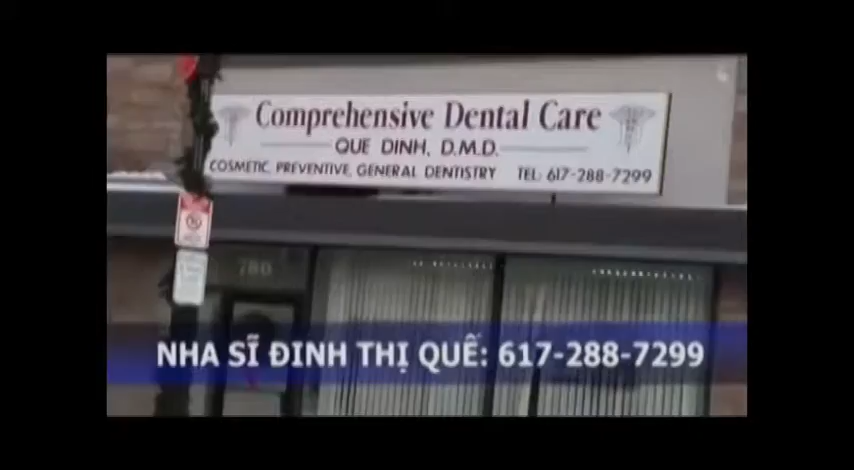 Comprehensive Dental Care
QUE DINH, D.M.D.
COSMETIC, PREVENTIVE, GENERAL DENTISTRY TEL: 617-288-7299
780
NHA SĨ ĐINH THỊ QUẾ: 617-288-7299